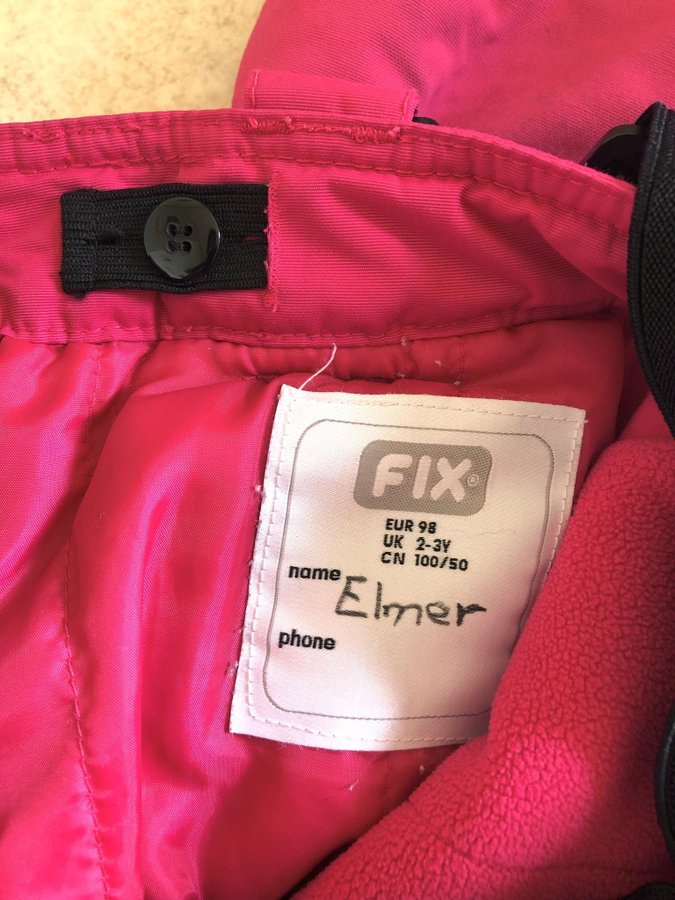 FIX®
EUR 98
UK 2-3Y
CN 100/50
name Elmer
phone